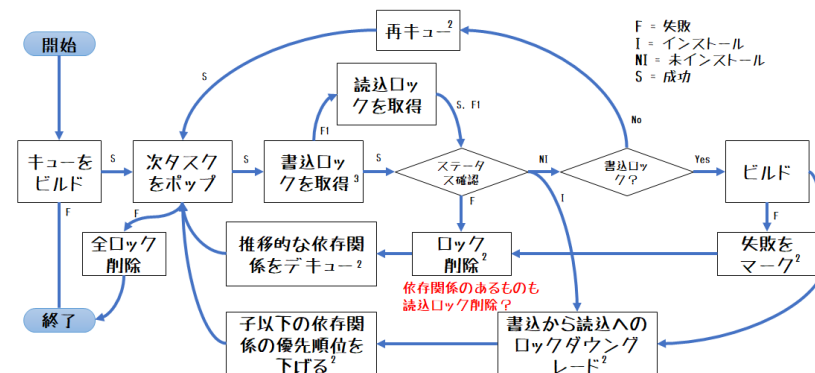 再キュー2
F = 失敗
I = インストール
NI = 未インストール
S = 成功
開始
S
読込ロッ
クを取得
S, F1
F1
No
キューを
ビルド
S
次タスク
をポップ
S
書込ロッ
クを取得3
S
ステータ
ス確認
NI
書込ロッ
ク?
Yes
ビルド
F
F
F
I
F
全ロック
削除
推移的な依存関
係をデキュー2
ロック
削除2
失敗を
マーク2
依存関係のあるものも
読込ロック削除?
終了
子以下の依存関
係の優先順位を
下げる2
書込から読込への
ロックダウング
レード2